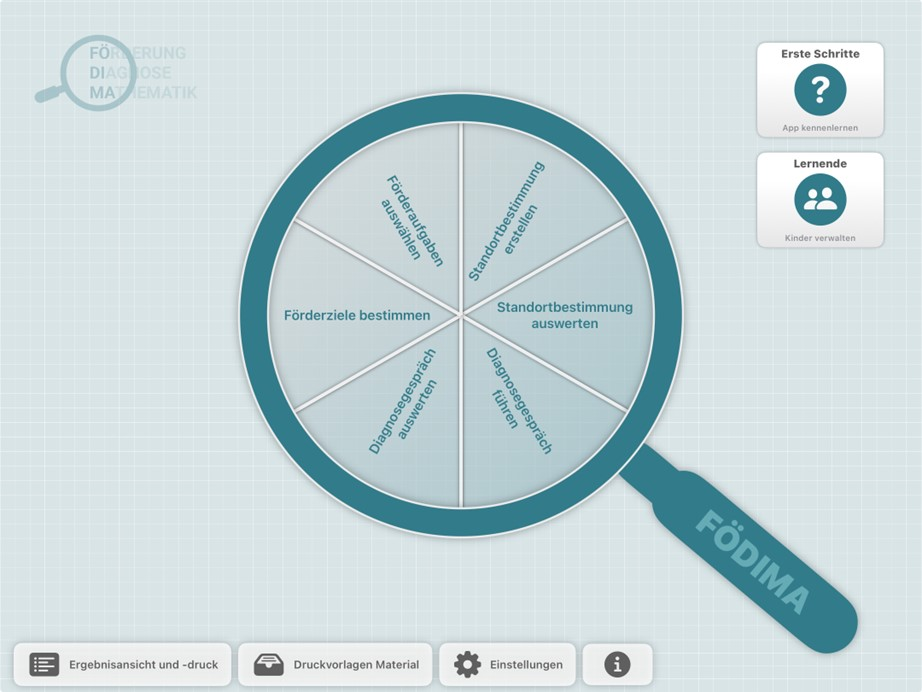 FÖRDERUNG
DIAGNOSE
MATHEMATIK
Erste Schritte
?
App kennenlernen
Lernende
Kinder verwalten
Förderaufgaben
auswählen
Standortbestimmung
erstellen
Förderziele bestimmen
Standortbestimmung
auswerten
Diagnosegespräch
auswerten
Diagnosegespräch
führen
FÖDIMA
Ergebnisansicht und -druck
Druckvorlagen Material
Einstellungen
i